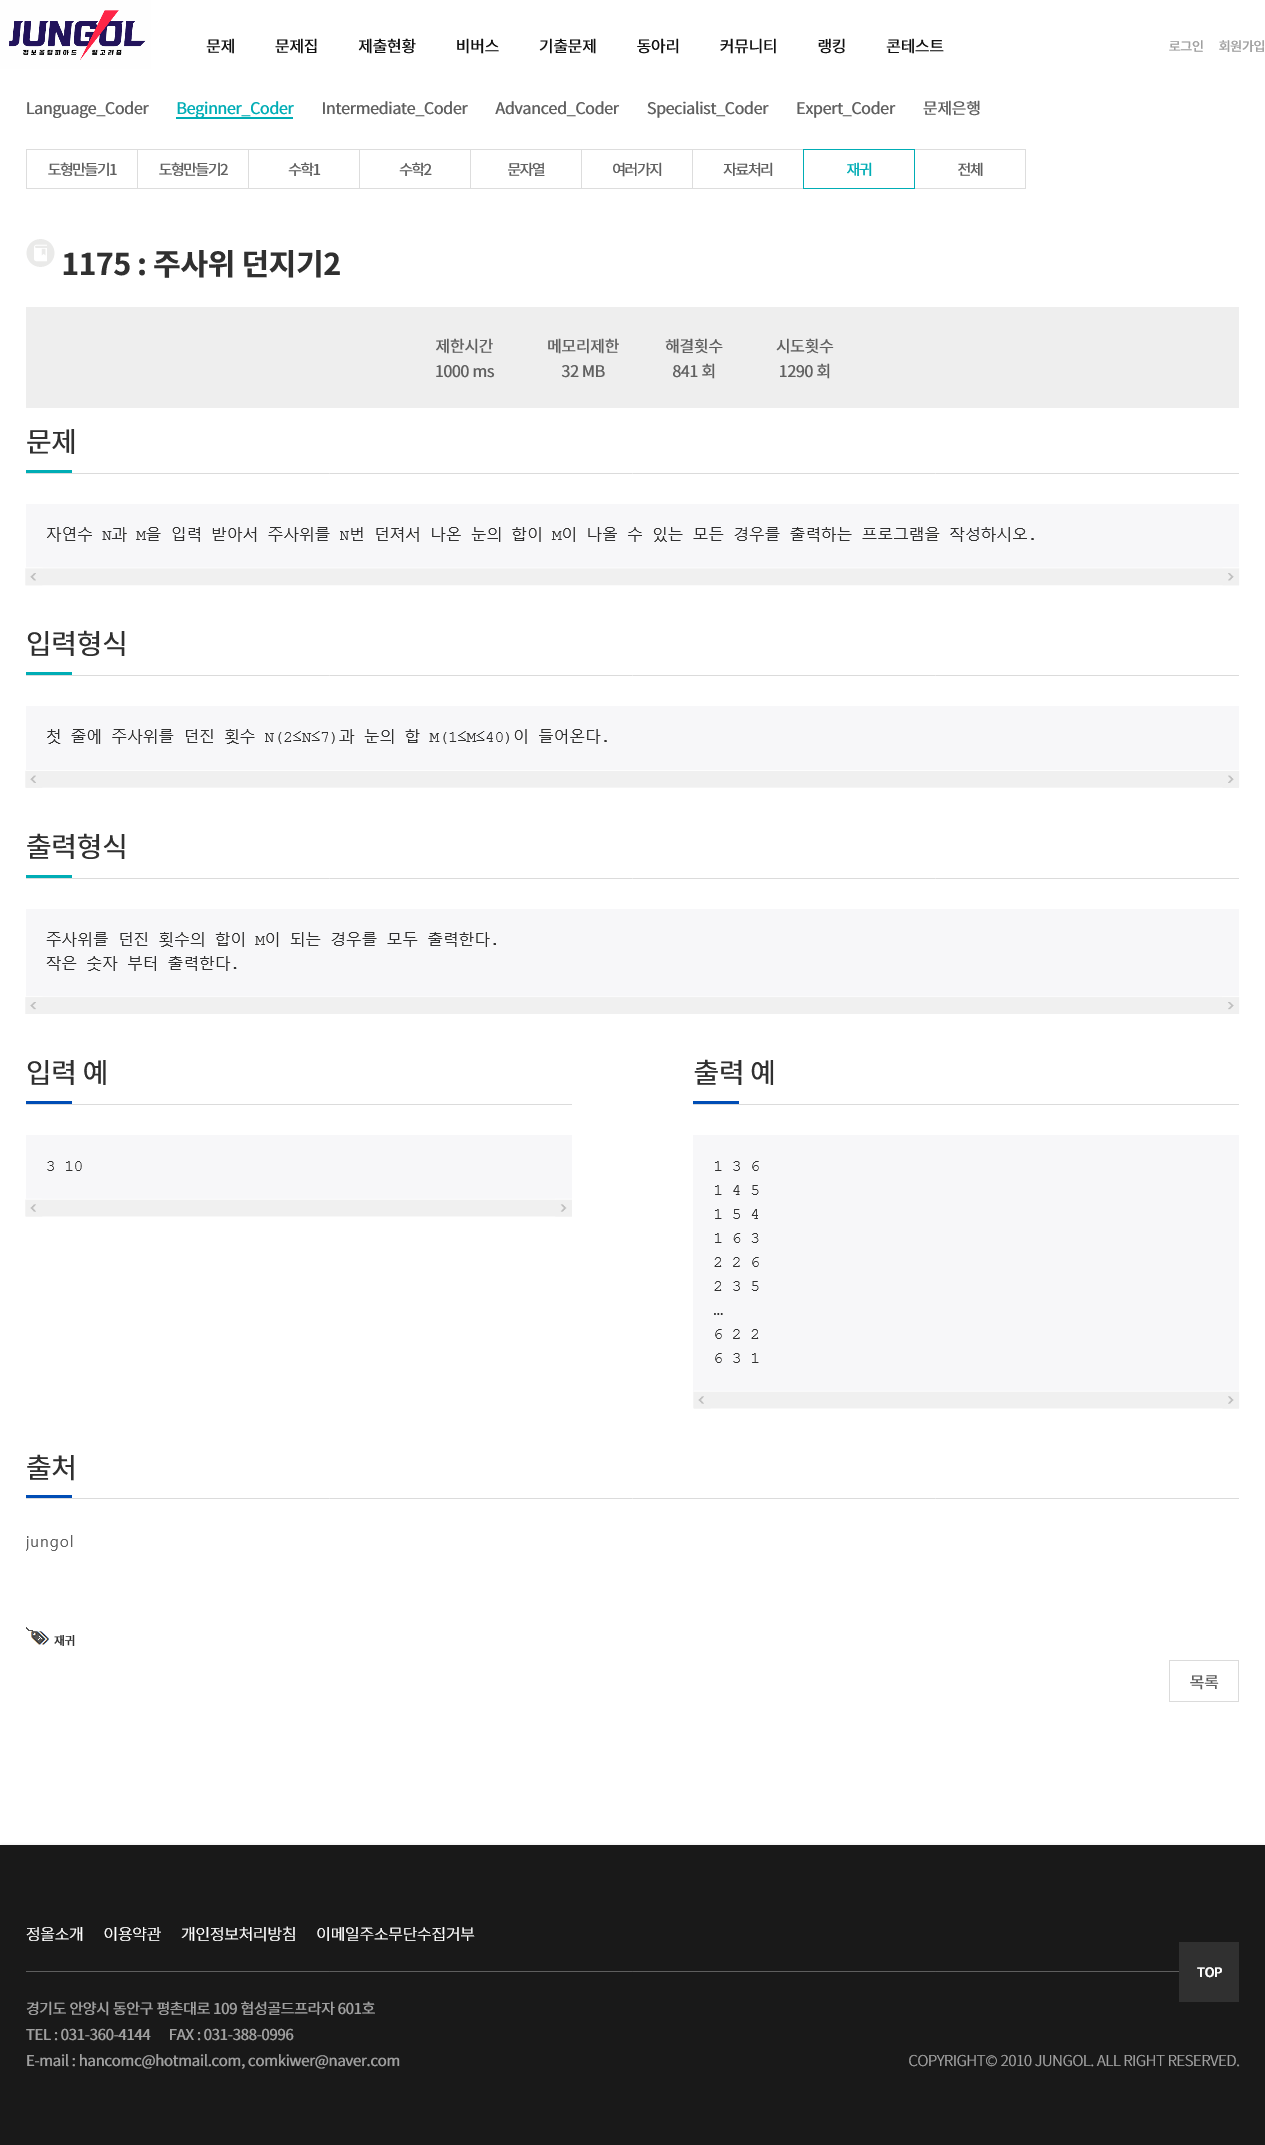 JUNGOL
정보올림피아드 알고리즘
문제 문제집 제출현황 비버스 기출문제 동아리 커뮤니티 랭킹 콘테스트 로그인 회원가입
Language_Coder Beginner_Coder Intermediate_Coder Advanced_Coder Specialist_Coder Expert_Coder 문제은행
도형만들기1 도형만들기2 수학1 수학2 문자열 여러가지 자료처리 재귀 전체
1175 : 주사위 던지기2
제한시간 메모리제한 해결횟수 시도횟수
1000 ms 32 MB 841 회 1290 회
문제
자연수 N과 M을 입력 받아서 주사위를 N번 던져서 나온 눈의 합이 M이 나올 수 있는 모든 경우를 출력하는 프로그램을 작성하시오.
입력형식
첫 줄에 주사위를 던진 횟수 N(2≤N≤7)과 눈의 합 M(1≤M≤40)이 들어온다.
출력형식
주사위를 던진 횟수의 합이 M이 되는 경우를 모두 출력한다.
작은 숫자 부터 출력한다.
입력 예
3 10
출력 예
1 3 6
1 4 5
1 5 4
1 6 3
2 2 6
2 3 5
…
6 2 2
6 3 1
출처
jungol
재귀
목록
정올소개 이용약관 개인정보처리방침 이메일주소무단수집거부
TOP
경기도 안양시 동안구 평촌대로 109 협성골드프라자 601호
TEL : 031-360-4144 FAX : 031-388-0996
E-mail : hancomc@hotmail.com, comkiwer@naver.com
COPYRIGHT© 2010 JUNGOL. ALL RIGHT RESERVED.